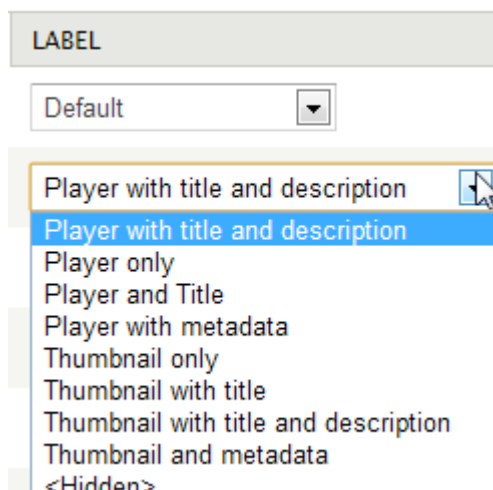 LABEL
Default
Player with title and description
Player with title and description
Player only
Player and Title
Player with metadata
Thumbnail only
Thumbnail with title
Thumbnail with title and description
Thumbnail and metadata
<Hidden>